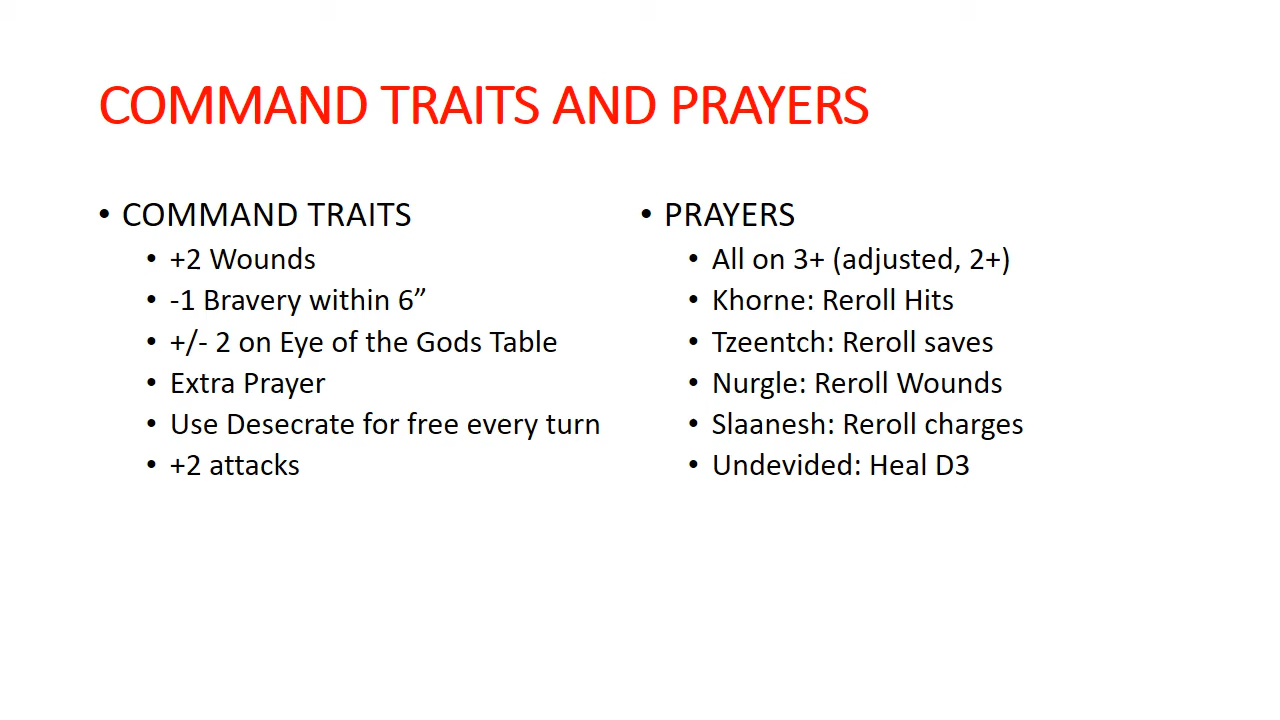 COMMAND TRAITS AND PRAYERS
• COMMAND TRAITS
• +2 Wounds
• -1 Bravery within 6”
• +/- 2 on Eye of the Gods Table
• Extra Prayer
• Use Desecrate for free every turn
• +2 attacks
• PRAYERS
• All on 3+ (adjusted, 2+)
• Khorne: Reroll Hits
• Tzeentch: Reroll saves
• Nurgle: Reroll Wounds
• Slaanesh: Reroll charges
• Undevided: Heal D3